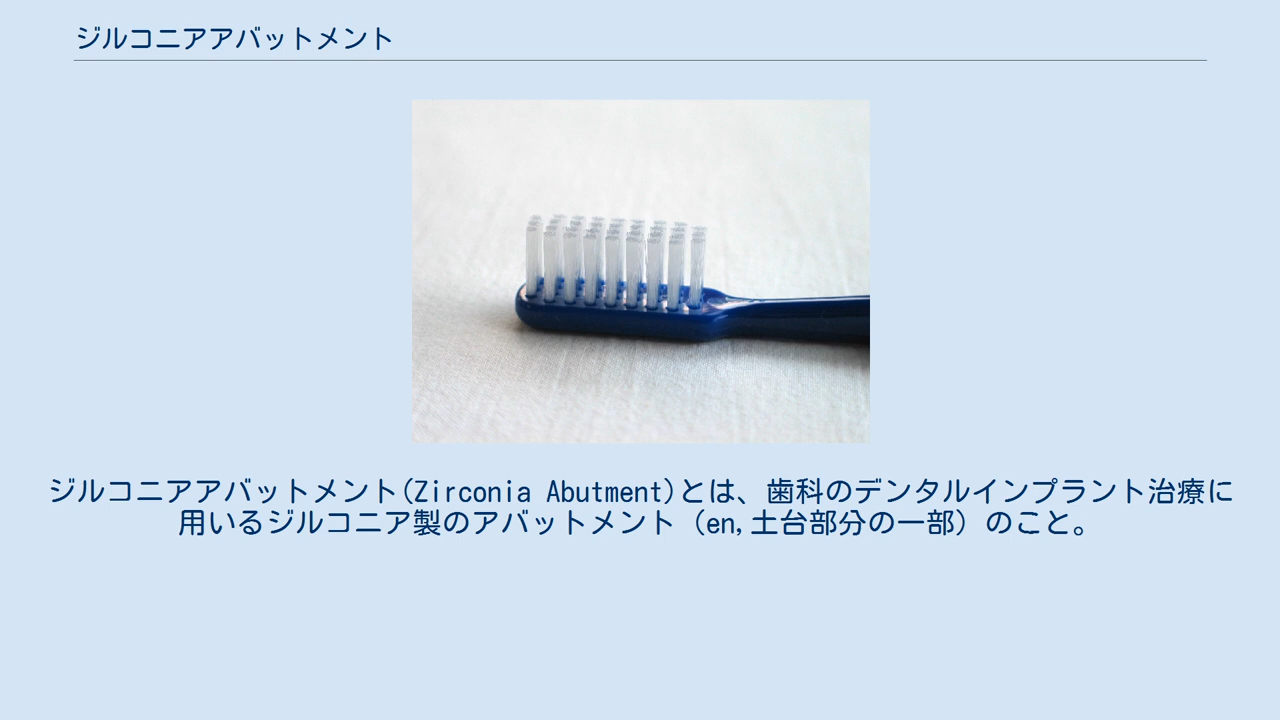 ジルコニアアバットメント
ジルコニアアバットメント(Zirconia Abutment)とは、歯科のデンタルインプラント治療に
用いるジルコニア製のアバットメント（en,土台部分の一部）のこと。